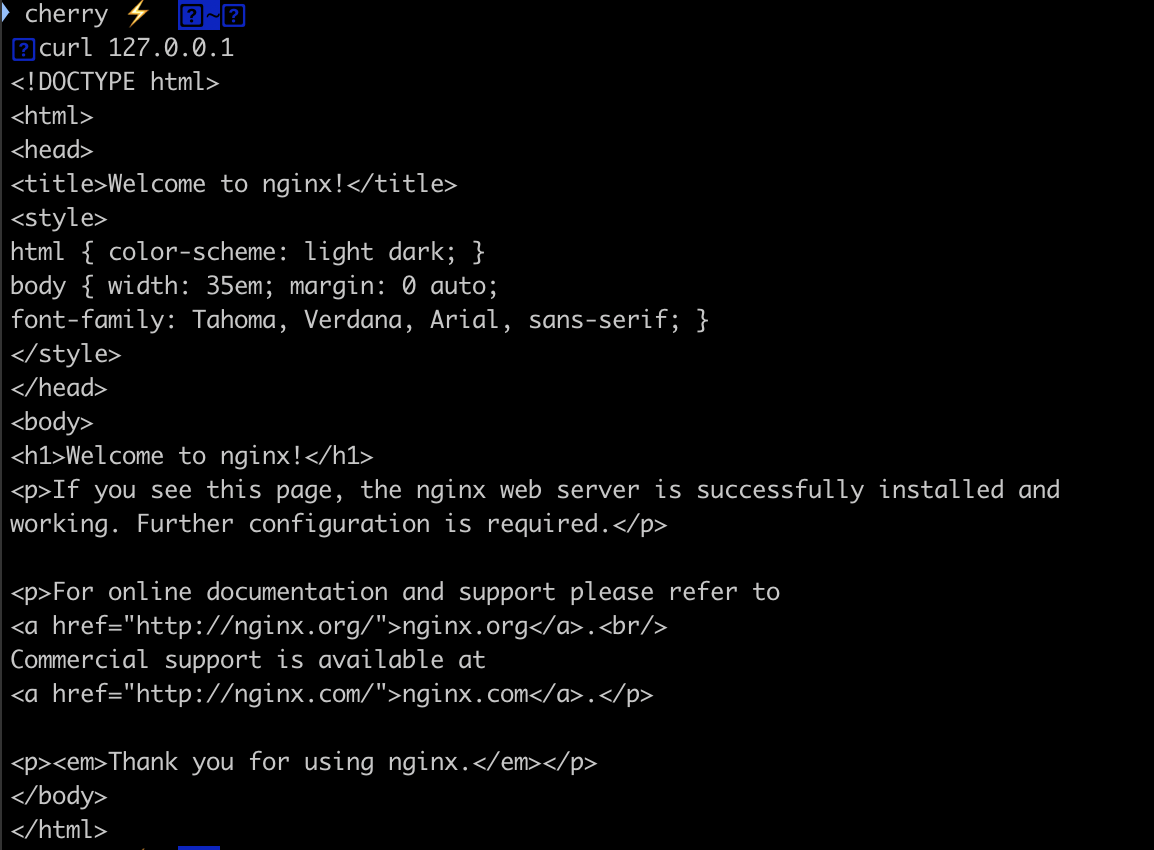 cherry ⚡ ~
curl 127.0.0.1
<!DOCTYPE html>
<html>
<head>
<title>Welcome to nginx!</title>
<style>
html { color-scheme: light dark; }
body { width: 35em; margin: 0 auto;
font-family: Tahoma, Verdana, Arial, sans-serif; }
</style>
</head>
<body>
<h1>Welcome to nginx!</h1>
<p>If you see this page, the nginx web server is successfully installed and
working. Further configuration is required.</p>

<p>For online documentation and support please refer to
<a href="http://nginx.org/">nginx.org</a>.<br/>
Commercial support is available at
<a href="http://nginx.com/">nginx.com</a>.</p>

<p><em>Thank you for using nginx.</em></p>
</body>
</html>